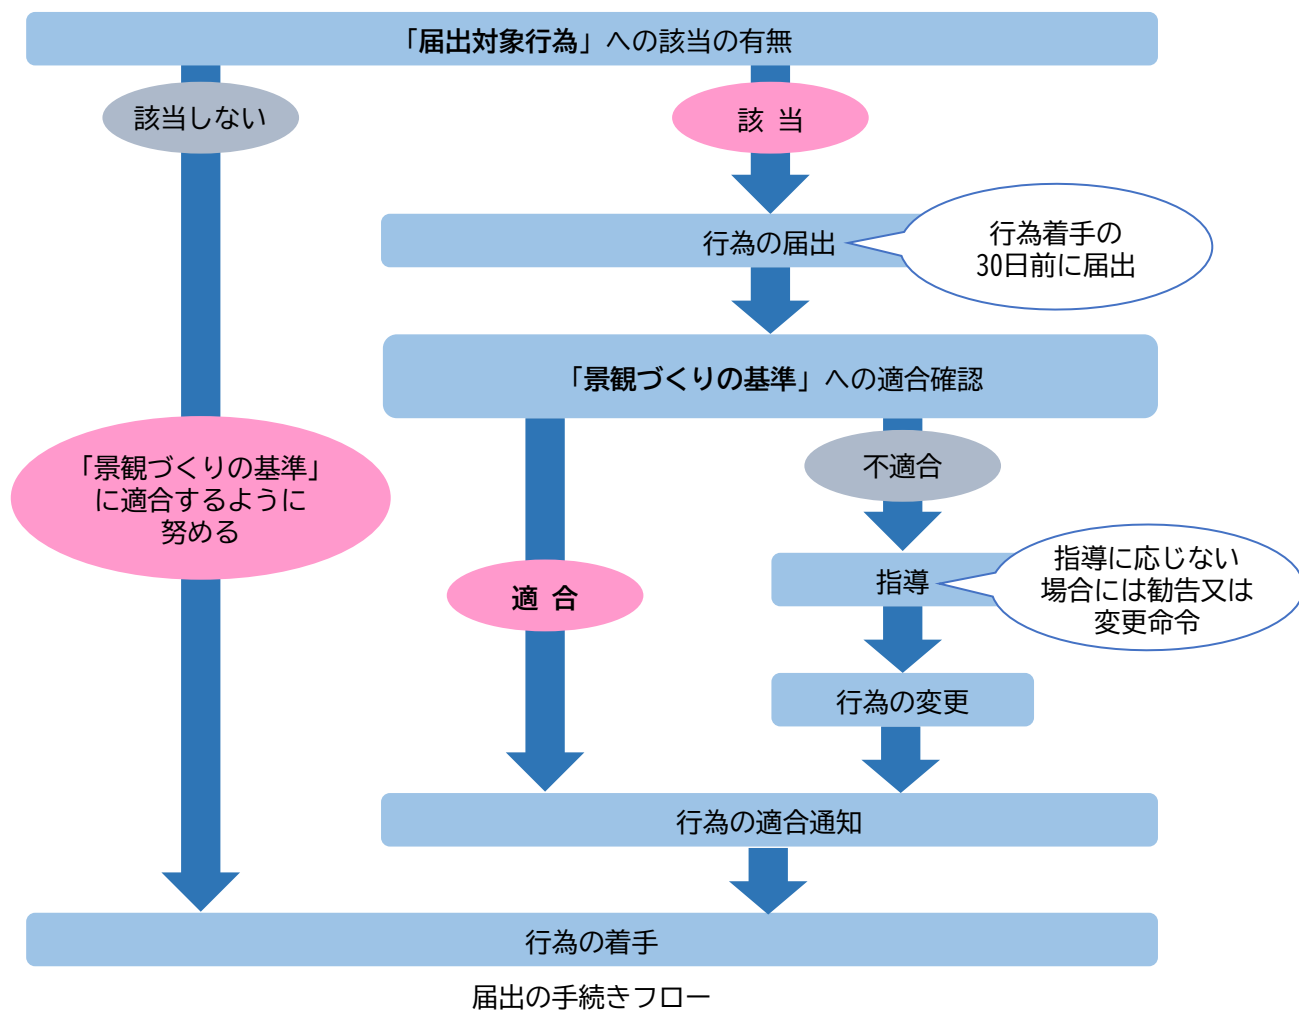 「届出対象行為」への該当の有無
該当しない
該 当
行為の届出
行為着手の
30日前に届出
「景観づくりの基準」への適合確認
「景観づくりの基準」
に適合するように
努める
不適合
適 合
指導
指導に応じない
場合には勧告又は
変更命令
行為の変更
行為の適合通知
行為の着手
届出の手続きフロー